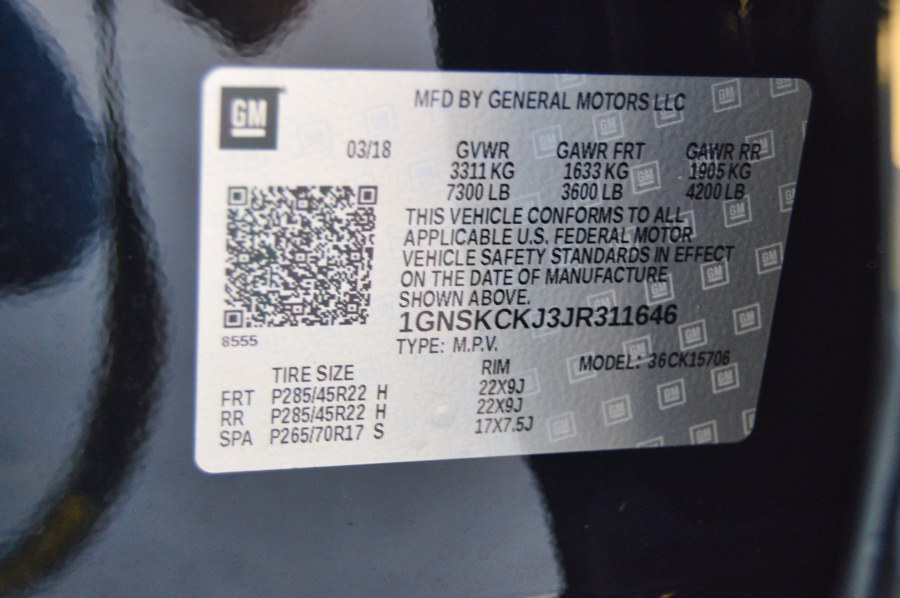 GM
MFD BY GENERAL MOTORS LLC
03/18 GVWR GAWR FRT GAWR RR
3311 KG 1633 KG 1905 KG
7300 LB 3600 LB 4200 LB
THIS VEHICLE CONFORMS TO ALL
APPLICABLE U.S. FEDERAL MOTOR
VEHICLE SAFETY STANDARDS IN EFFECT
ON THE DATE OF MANUFACTURE
SHOWN ABOVE.
1GNSKCKJ3JR311646
8555
TYPE: M.P.V. MODEL: 36CK15706
TIRE SIZE RIM
FRT P285/45R22 H 22X9J
RR P285/45R22 H 22X9J
SPA P265/70R17 S 17X7.5J